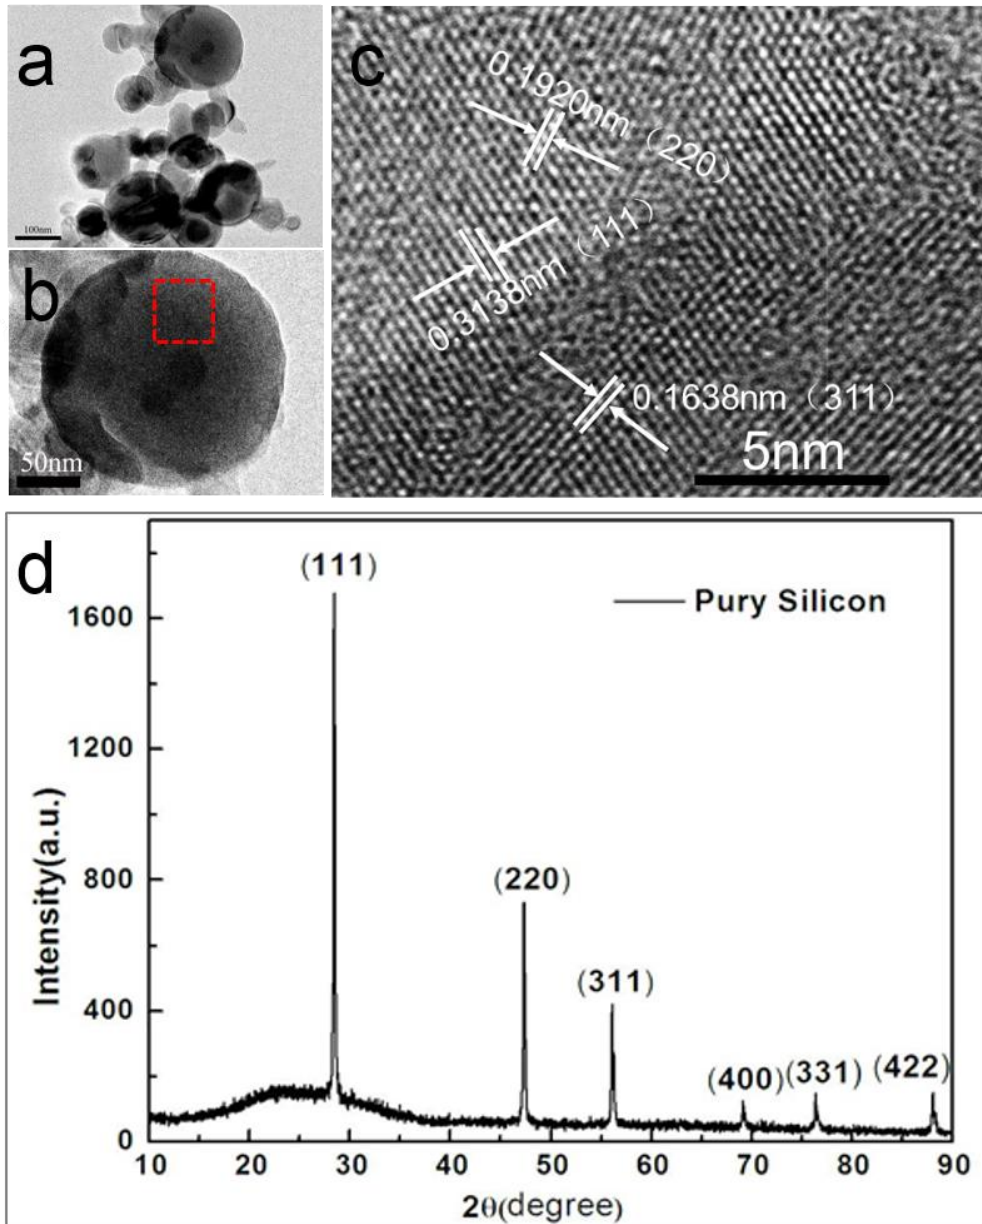 a
100nm
b
50nm
c
0.1920nm（220）
0.3138nm（111）
0.1638nm（311）
5nm
d
(111)
Pury Silicon
(220)
(311)
(400)
(331)
(422)
1600
1200
800
400
0
Intensity(a.u.)
10 20 30 40 50 60 70 80 90
2θ(degree)